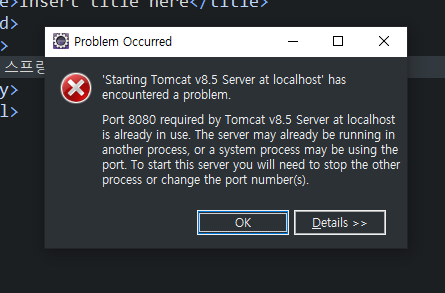 e>Insert title here</title>
d>
>
스프링
y>
l>
Problem Occurred
'Starting Tomcat v8.5 Server at localhost' has
encountered a problem.
Port 8080 required by Tomcat v8.5 Server at localhost
is already in use. The server may already be running in
another process, or a system process may be using the
port. To start this server you will need to stop the other
process or change the port number(s).
OK
Details >>